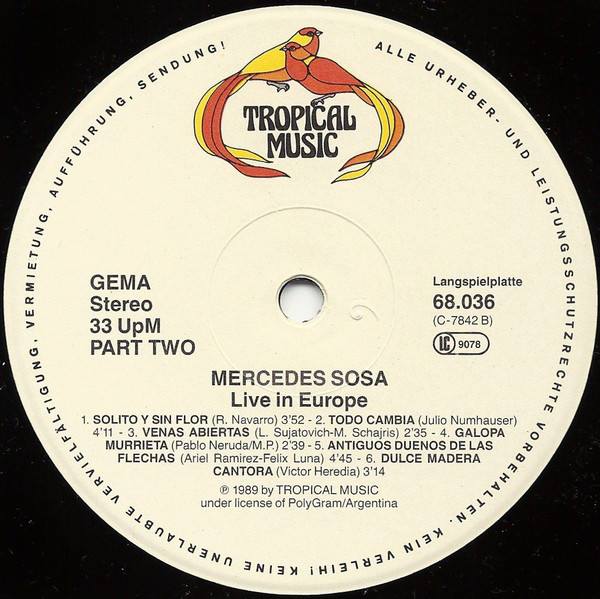 ALLE URHEBER- UND LEISTUNGSSCHUTZRECHTE VORBEHALTEN. KEIN VERLEIH! KEINE UNERLAUBTE VERVIELFÄLTIGUNG, VERMIETUNG, AUFFÜHRUNG, SENDUNG!
TROPICAL
MUSIC
GEMA
Stereo
33 UpM
PART TWO
Langspielplatte
68.036
(C-7842 B)
LC 9078
MERCEDES SOSA
Live in Europe
1. SOLITO Y SIN FLOR (R. Navarro) 3'52 - 2. TODO CAMBIA (Julio Numhauser)
4'11 - 3. VENAS ABIERTAS (L. Sujatovich-M. Schajris) 2'35 - 4. GALOPA
MURRIETA (Pablo Neruda/M.P.) 2'39 - 5. ANTIGUOS DUENOS DE LAS
FLECHAS (Ariel Ramirez-Felix Luna) 4'45 - 6. DULCE MADERA
CANTORA (Victor Heredia) 3'14
℗ 1989 by TROPICAL MUSIC
under license of PolyGram/Argentina